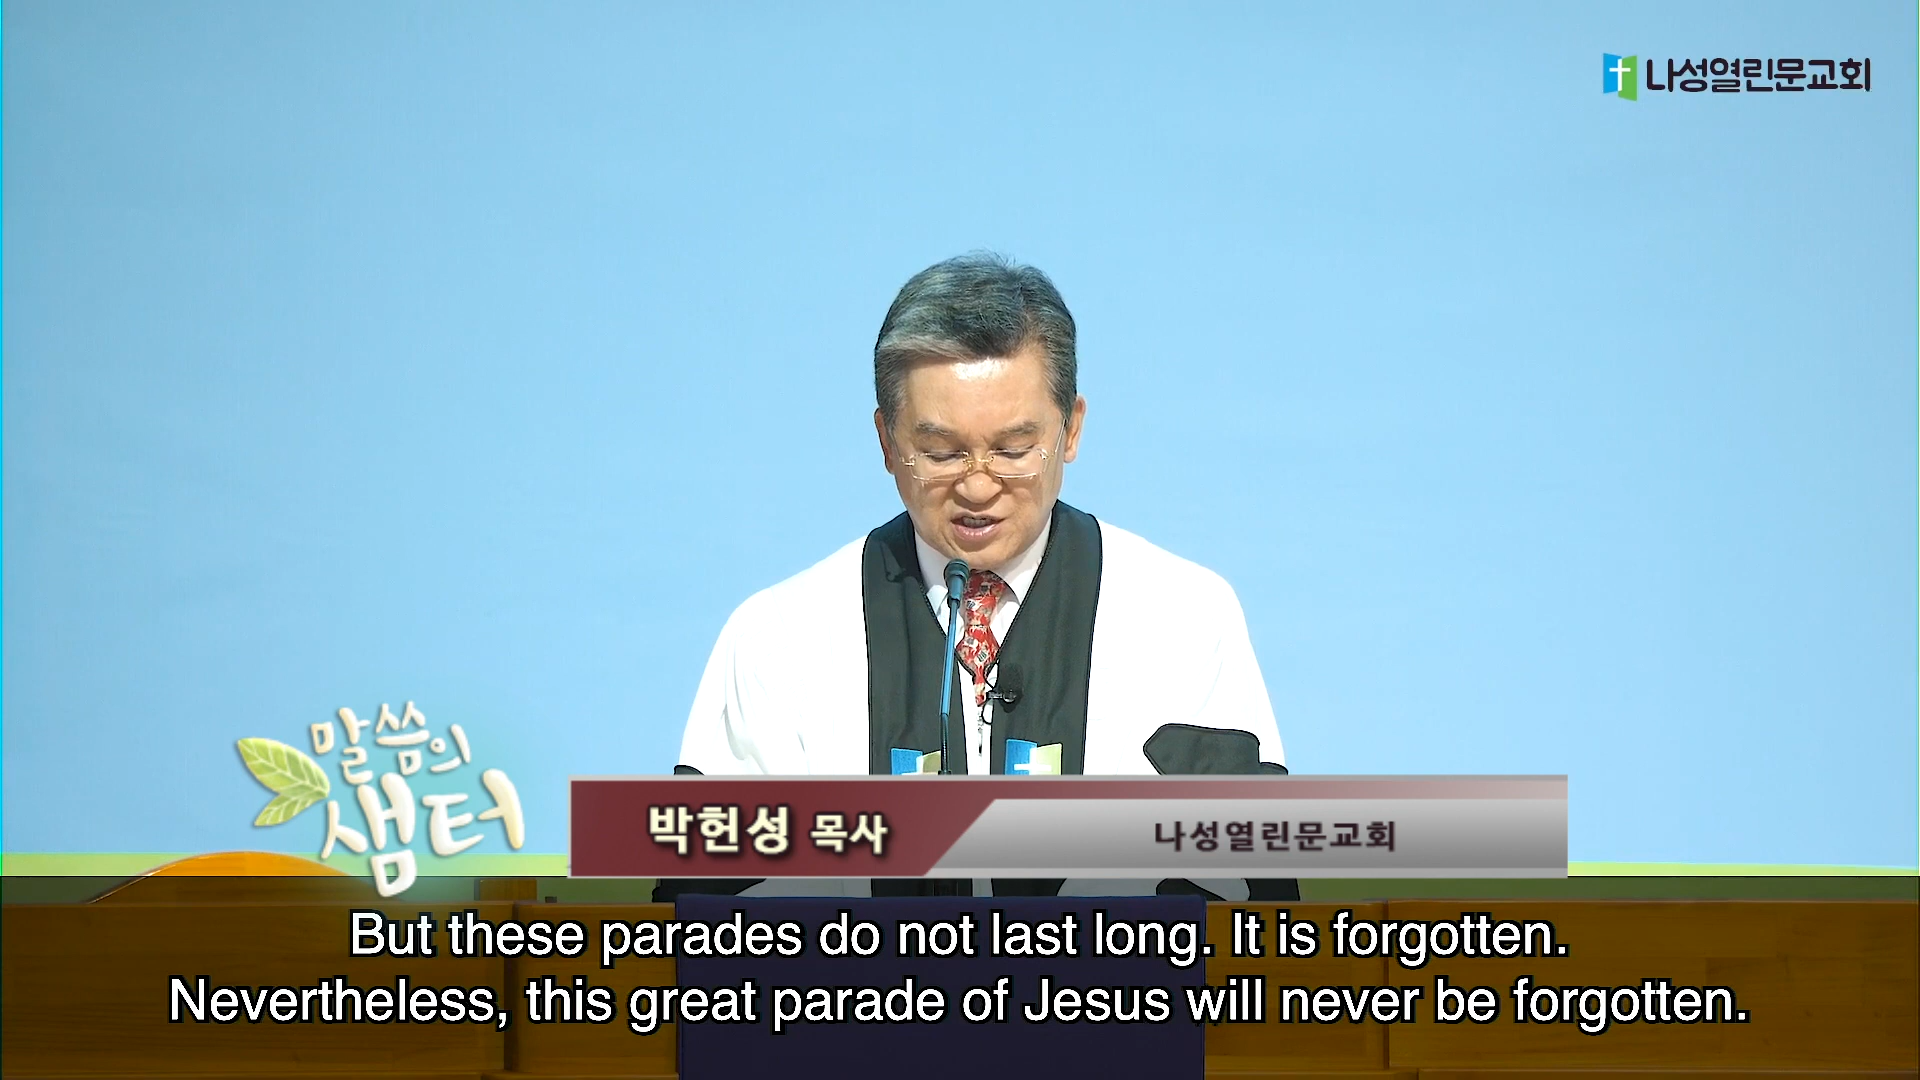 나성열린문교회
말씀의
샘터
박헌성 목사
나성열린문교회
But these parades do not last long. It is forgotten.
Nevertheless, this great parade of Jesus will never be forgotten.